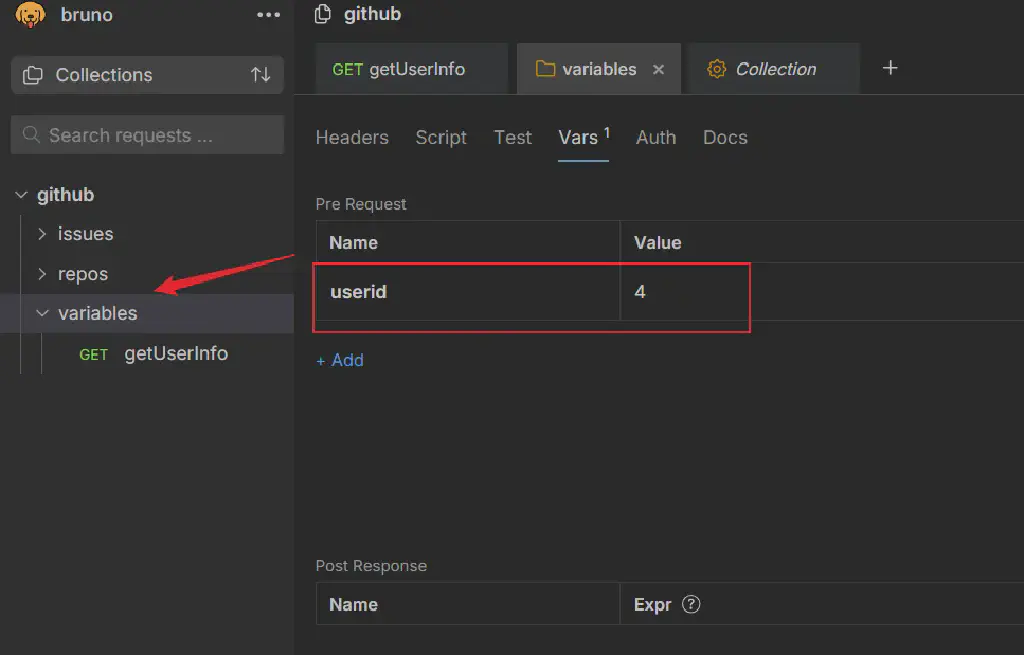 bruno
Collections
Search requests ...
github
issues
repos
variables
GET getUserInfo
github
GET getUserInfo variables × Collection +
Headers Script Test Vars 1 Auth Docs
Pre Request
Name Value
userid 4
+ Add
Post Response
Name Expr ?